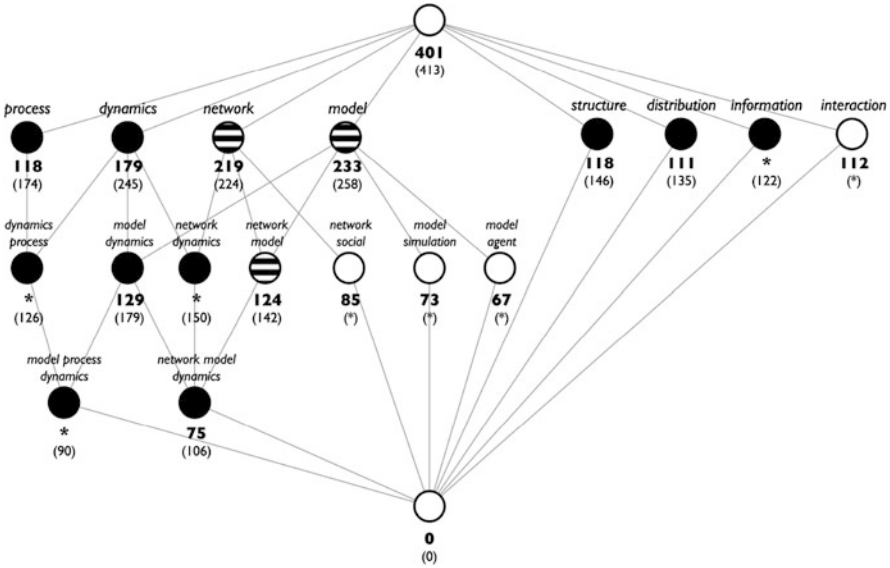 401
(413)
process dynamics network model structure distribution information interaction
118 179 219 233 118 111 * 112
(174) (245) (224) (258) (146) (135) (122) (*)
dynamics model network network network model model
process dynamics dynamics model social simulation agent
* 129 * 124 85 73 67
(126) (179) (150) (142) (*) (*) (*)
model process network model
dynamics dynamics
* 75
(90) (106)
0
(0)